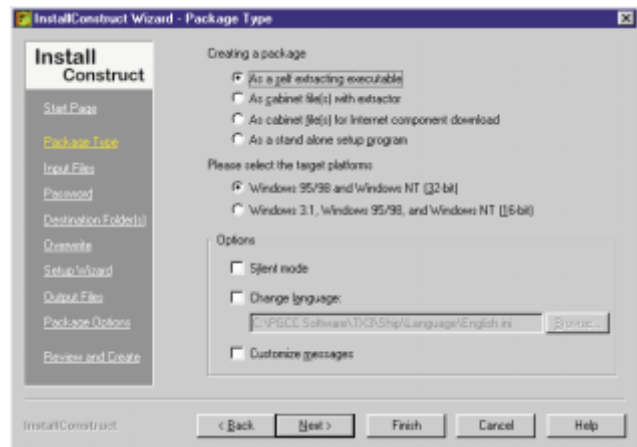 InstallConstruct Wizard - Package Type
Install
Construct
Start Page
Package Type
Input Files
Password
Destination Folder(s)
Overwrite
Setup Wizard
Output Files
Package Options
Review and Create
Creating a package
As a self extracting executable
As cabinet file(s) with extractor
As cabinet file(s) for Internet component download
As a stand alone setup program
Please select the target platforms
Windows 95/98 and Windows NT (32-bit)
Windows 3.1, Windows 95/98, and Windows NT (16-bit)
Options
Silent mode
Change language:
C:\PGCC Software\TX3\Ship\Language\English.ini
Browse...
Customize messages
InstallConstruct
< Back
Next >
Finish
Cancel
Help